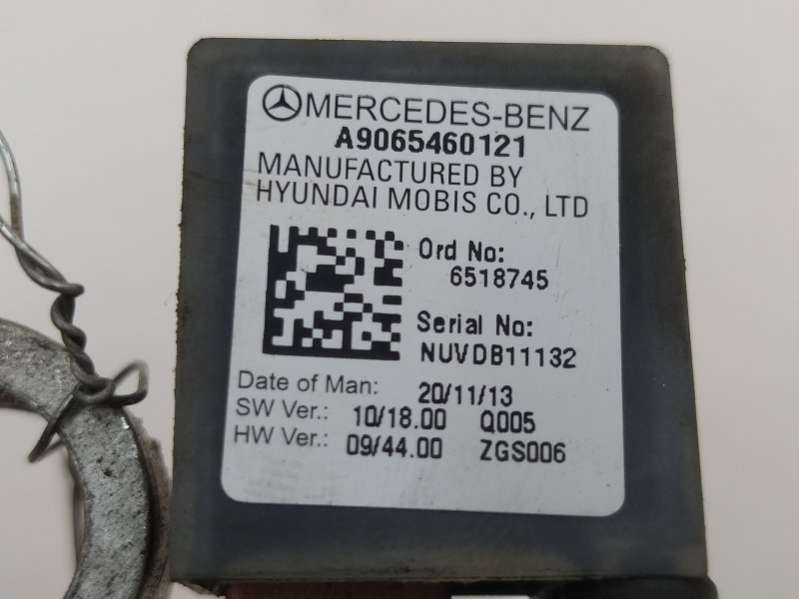 MERCEDES-BENZ
A9065460121
MANUFACTURED BY
HYUNDAI MOBIS CO., LTD
Ord No:
6518745
Serial No:
NUVDB11132
Date of Man: 20/11/13
SW Ver.: 10/18.00 Q005
HW Ver.: 09/44.00 ZGS006